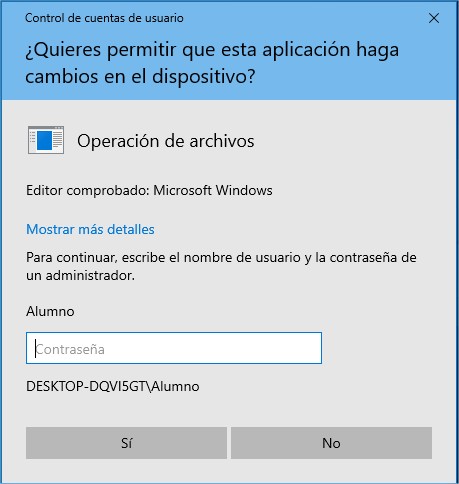 Control de cuentas de usuario
¿Quieres permitir que esta aplicación haga
cambios en el dispositivo?
Operación de archivos
Editor comprobado: Microsoft Windows
Mostrar más detalles
Para continuar, escribe el nombre de usuario y la contraseña de
un administrador.
Alumno
Contraseña
DESKTOP-DQVI5GT\Alumno
Sí
No